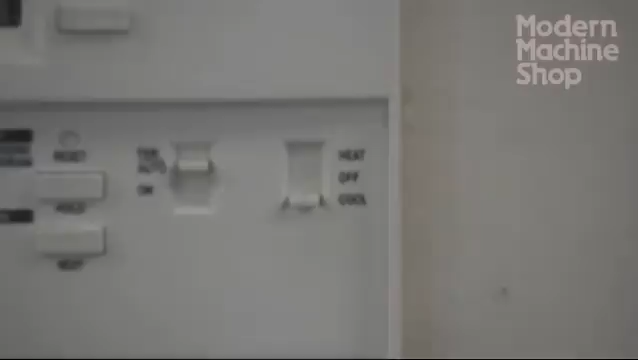 Modern
Machine
Shop
RESET
FAN
AUTO
ON
HEAT
OFF
COOL
HOLD